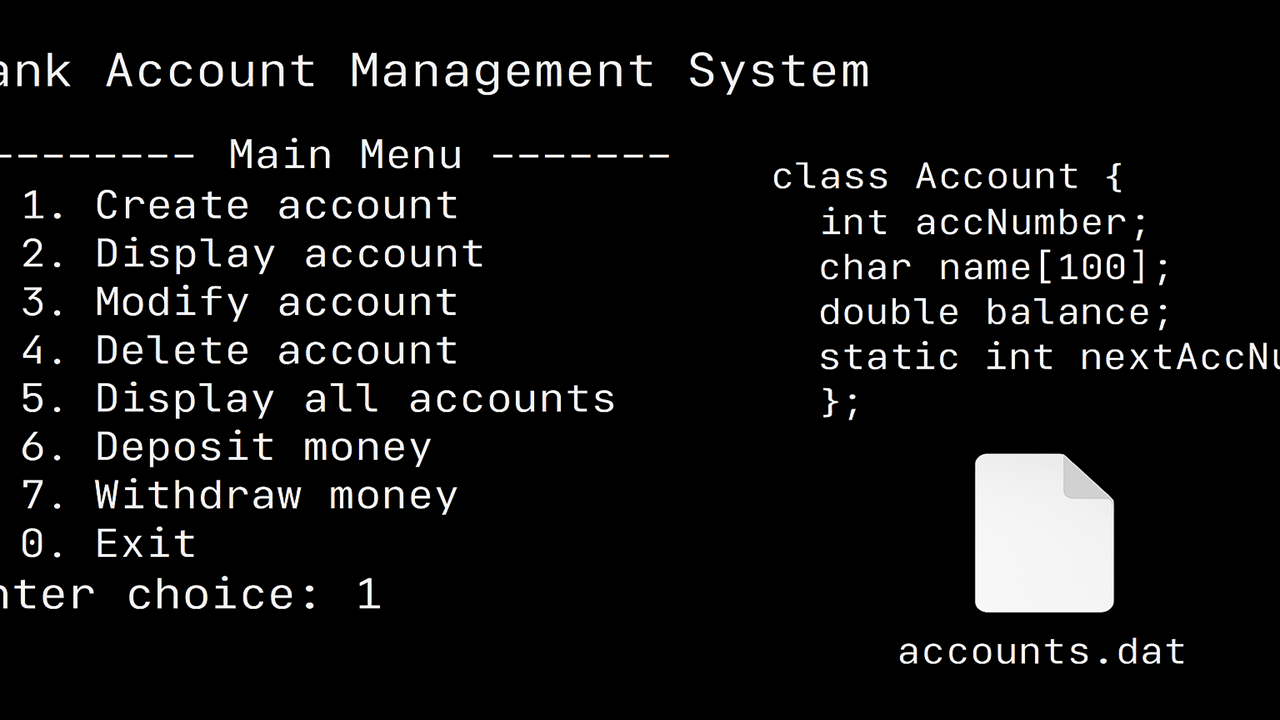 ank Account Management System
-------- Main Menu -------
1. Create account
2. Display account
3. Modify account
4. Delete account
5. Display all accounts
6. Deposit money
7. Withdraw money
0. Exit
nter choice: 1
class Account {
int accNumber;
char name[100];
double balance;
static int nextAccNu
};
accounts.dat